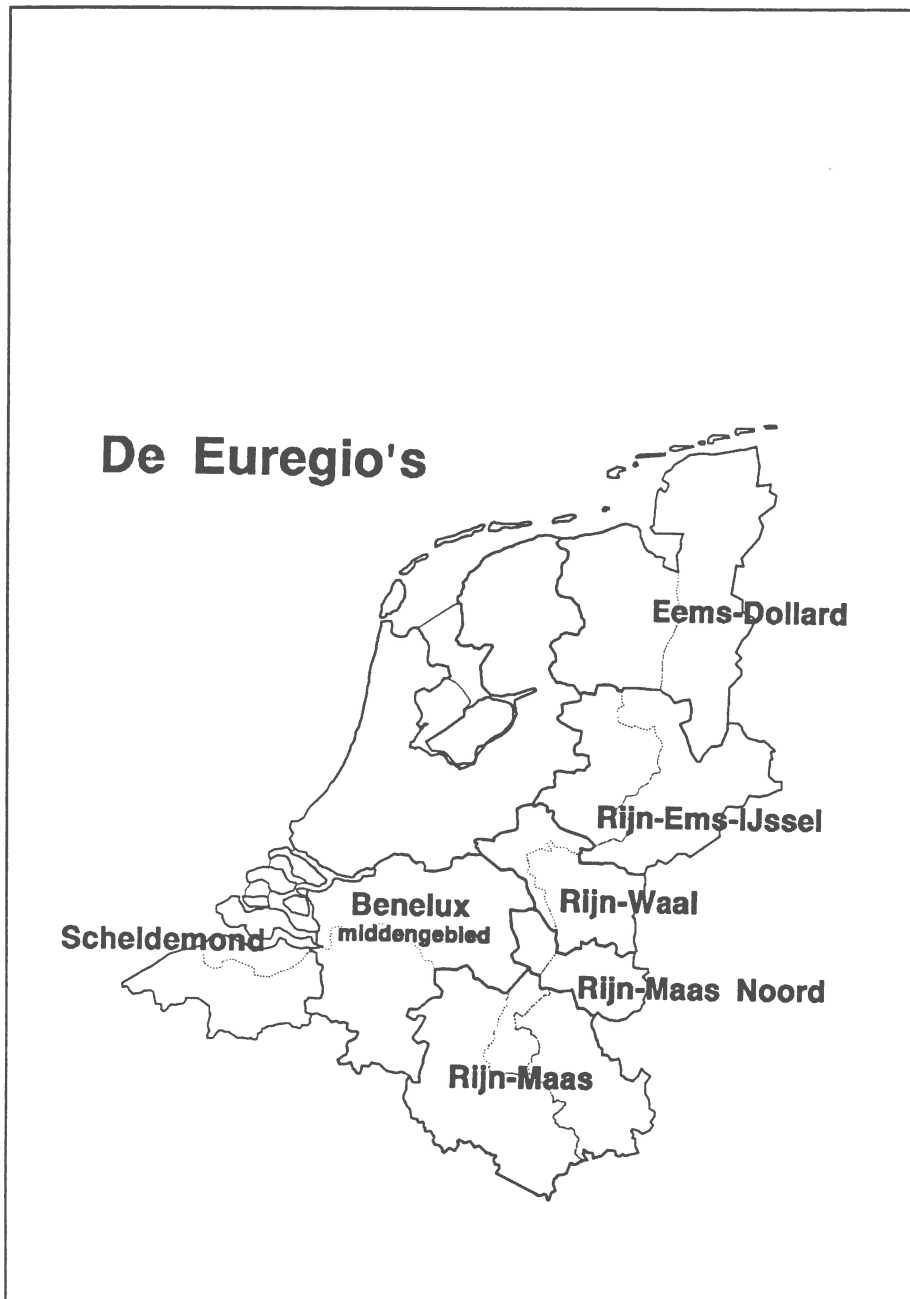 De Euregio's
Eems-Dollard
Rijn-Ems-IJssel
Benelux
middengebied
Rijn-Waal
Scheldemond
Rijn-Maas Noord
Rijn-Maas